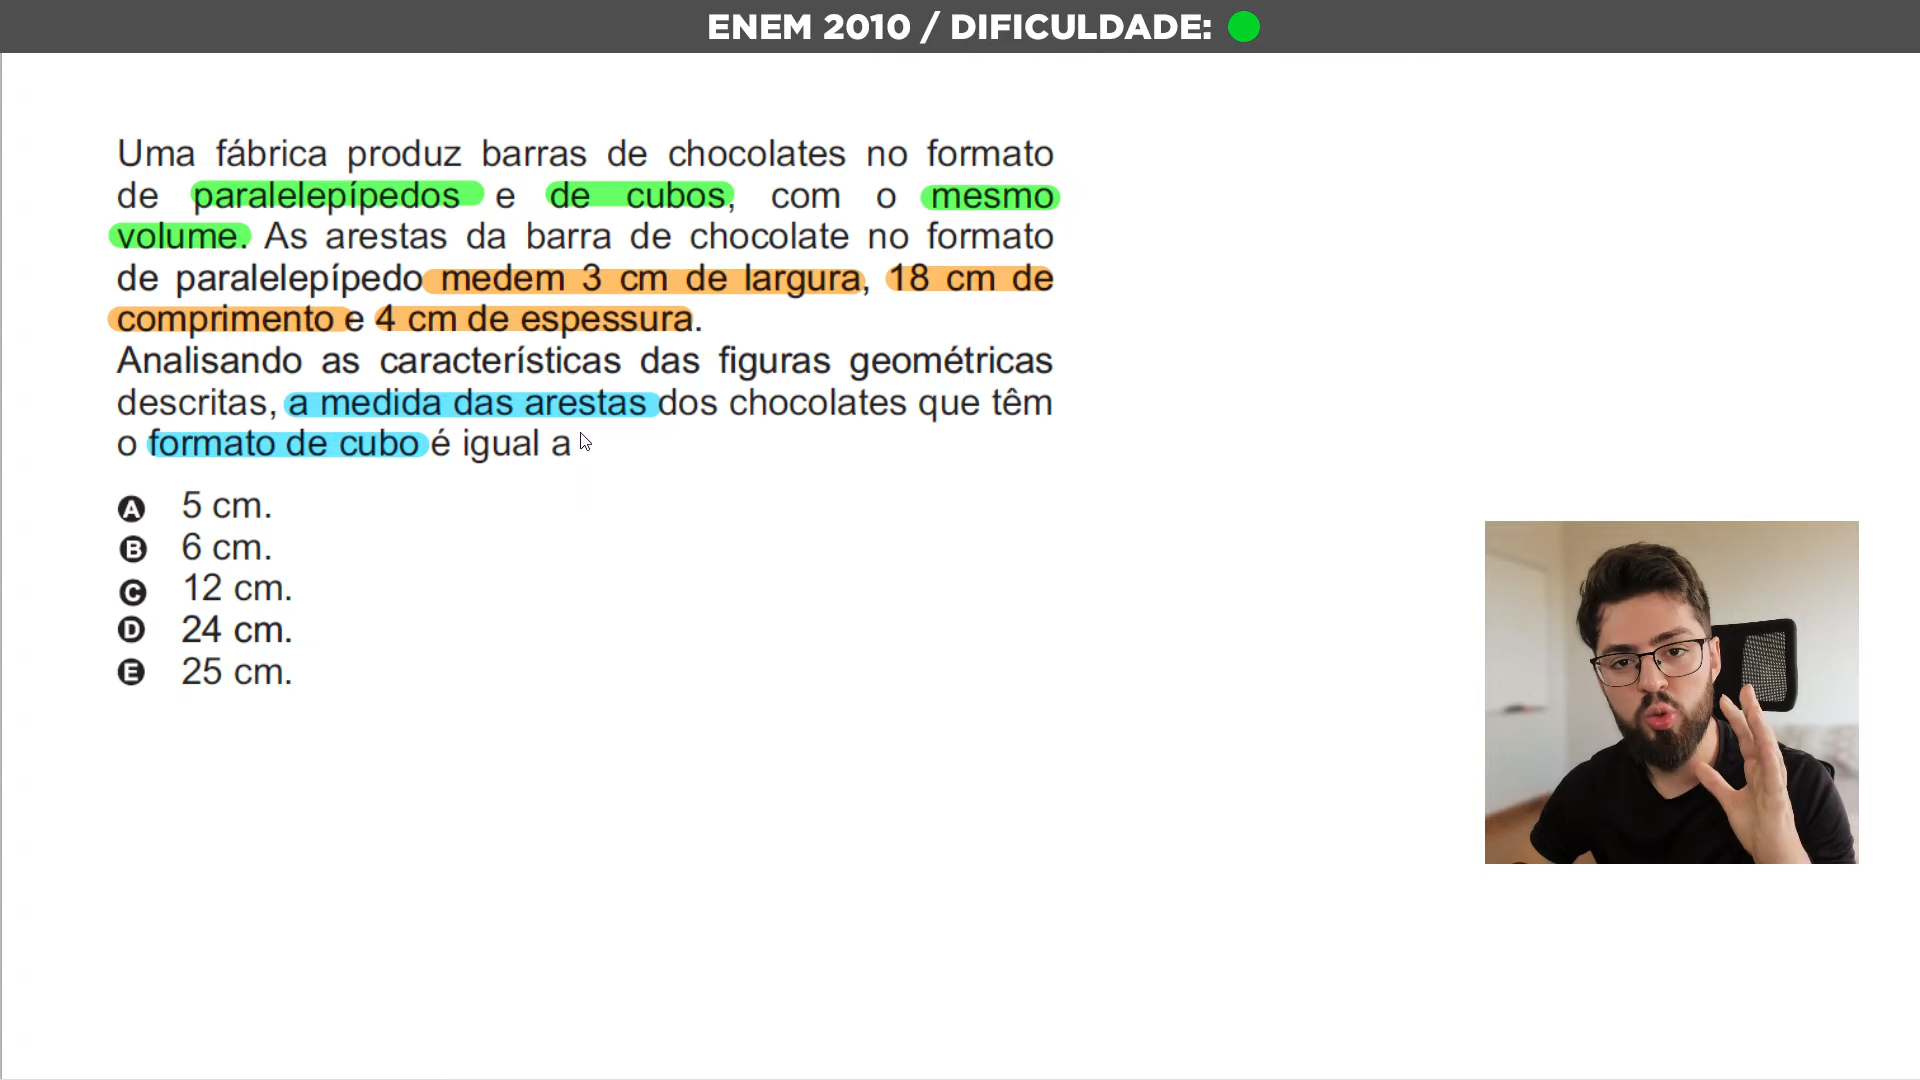 ENEM 2010 / DIFICULDADE:
Uma fábrica produz barras de chocolates no formato
de paralelepípedos e de cubos, com o mesmo
volume. As arestas da barra de chocolate no formato
de paralelepípedo medem 3 cm de largura, 18 cm de
comprimento e 4 cm de espessura.
Analisando as características das figuras geométricas
descritas, a medida das arestas dos chocolates que têm
o formato de cubo é igual a
A 5 cm.
B 6 cm.
C 12 cm.
D 24 cm.
E 25 cm.